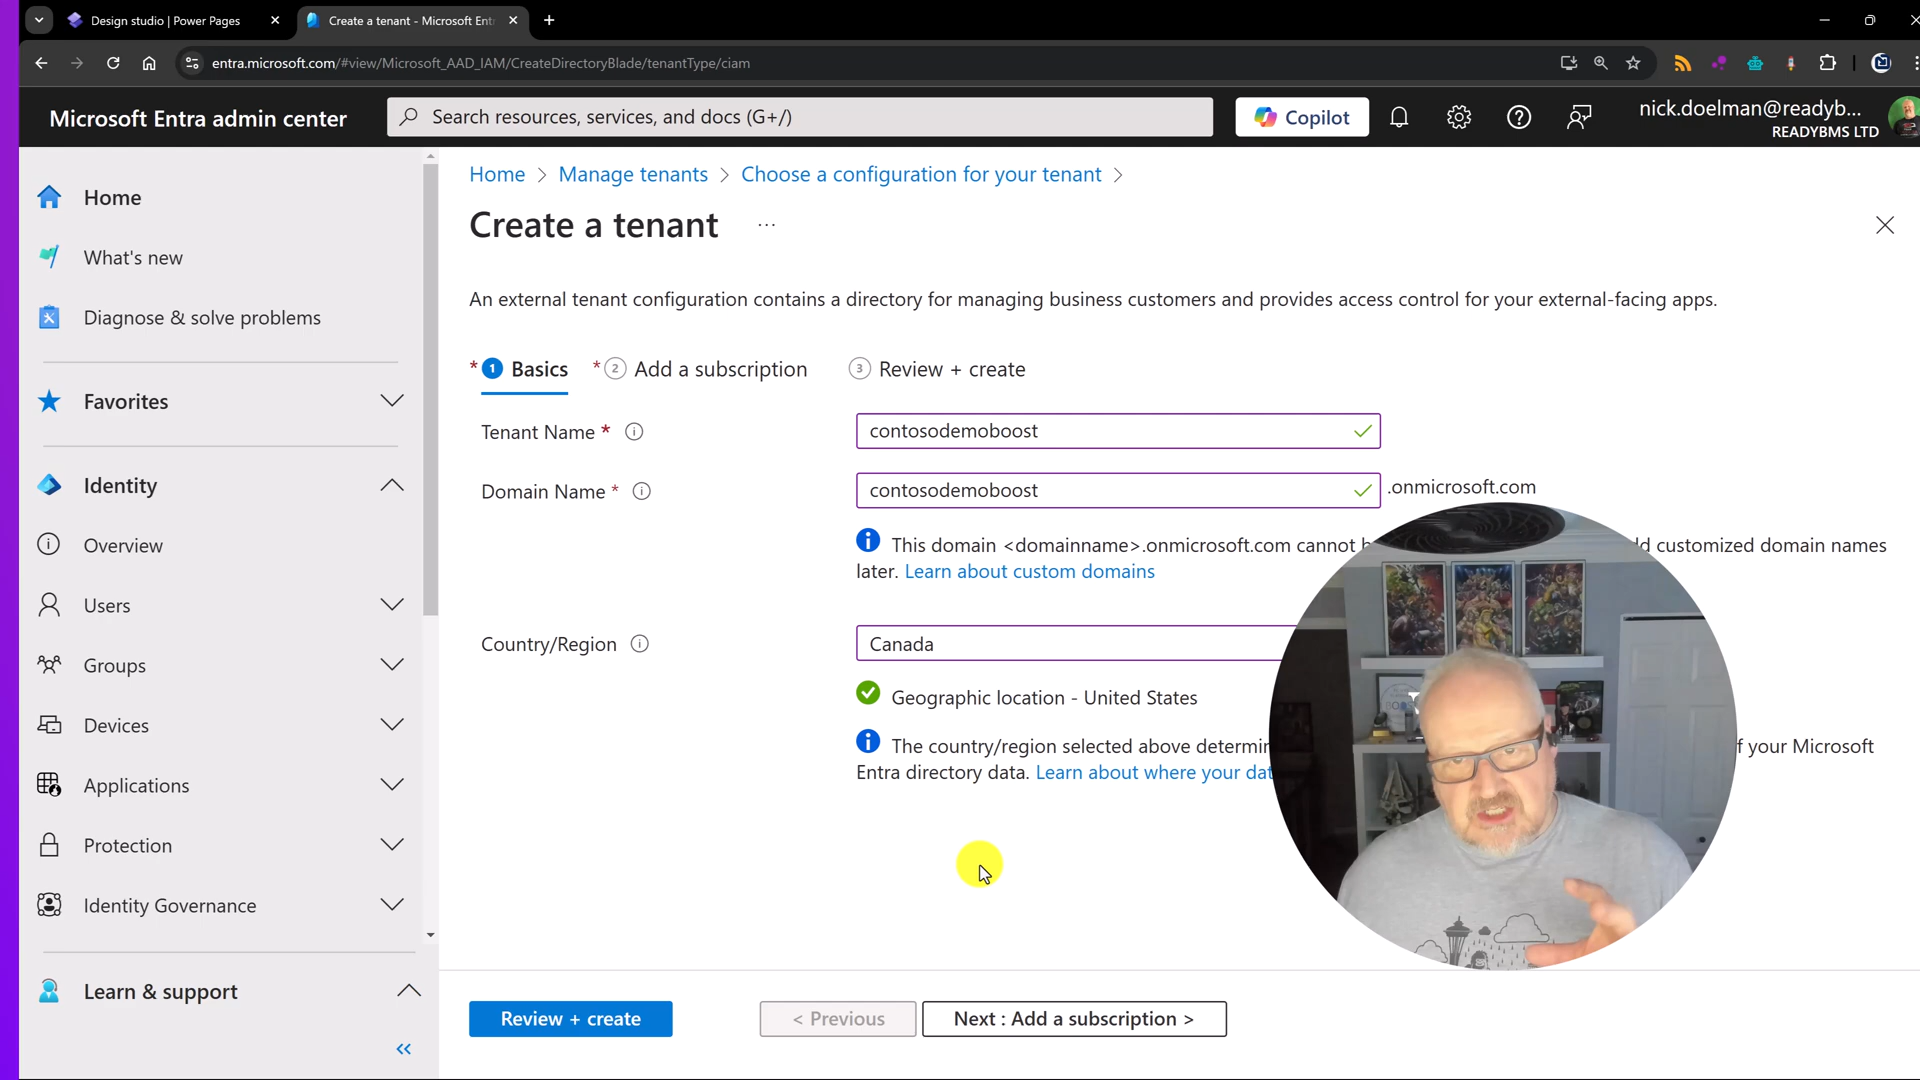 Design studio | Power Pages
Create a tenant - Microsoft Ent
entra.microsoft.com/#view/Microsoft_AAD_IAM/CreateDirectoryBlade/tenantType/ciam
Microsoft Entra admin center
Search resources, services, and docs (G+/)
Copilot
nick.doelman@readyb...
READYBMS LTD
Home
What's new
Diagnose & solve problems
Favorites
Identity
Overview
Users
Groups
Devices
Applications
Protection
Identity Governance
Learn & support
Home > Manage tenants > Choose a configuration for your tenant >
Create a tenant ...
An external tenant configuration contains a directory for managing business customers and provides access control for your external-facing apps.
* 1 Basics * 2 Add a subscription 3 Review + create
Tenant Name *
contosodemoboost
Domain Name *
contosodemoboost
.onmicrosoft.com
This domain <domainname>.onmicrosoft.com cannot customized domain names
later. Learn about custom domains
Country/Region
Canada
Geographic location - United States
The country/region selected above of your Microsoft
Entra directory data. Learn about where your
Review + create
< Previous
Next : Add a subscription >